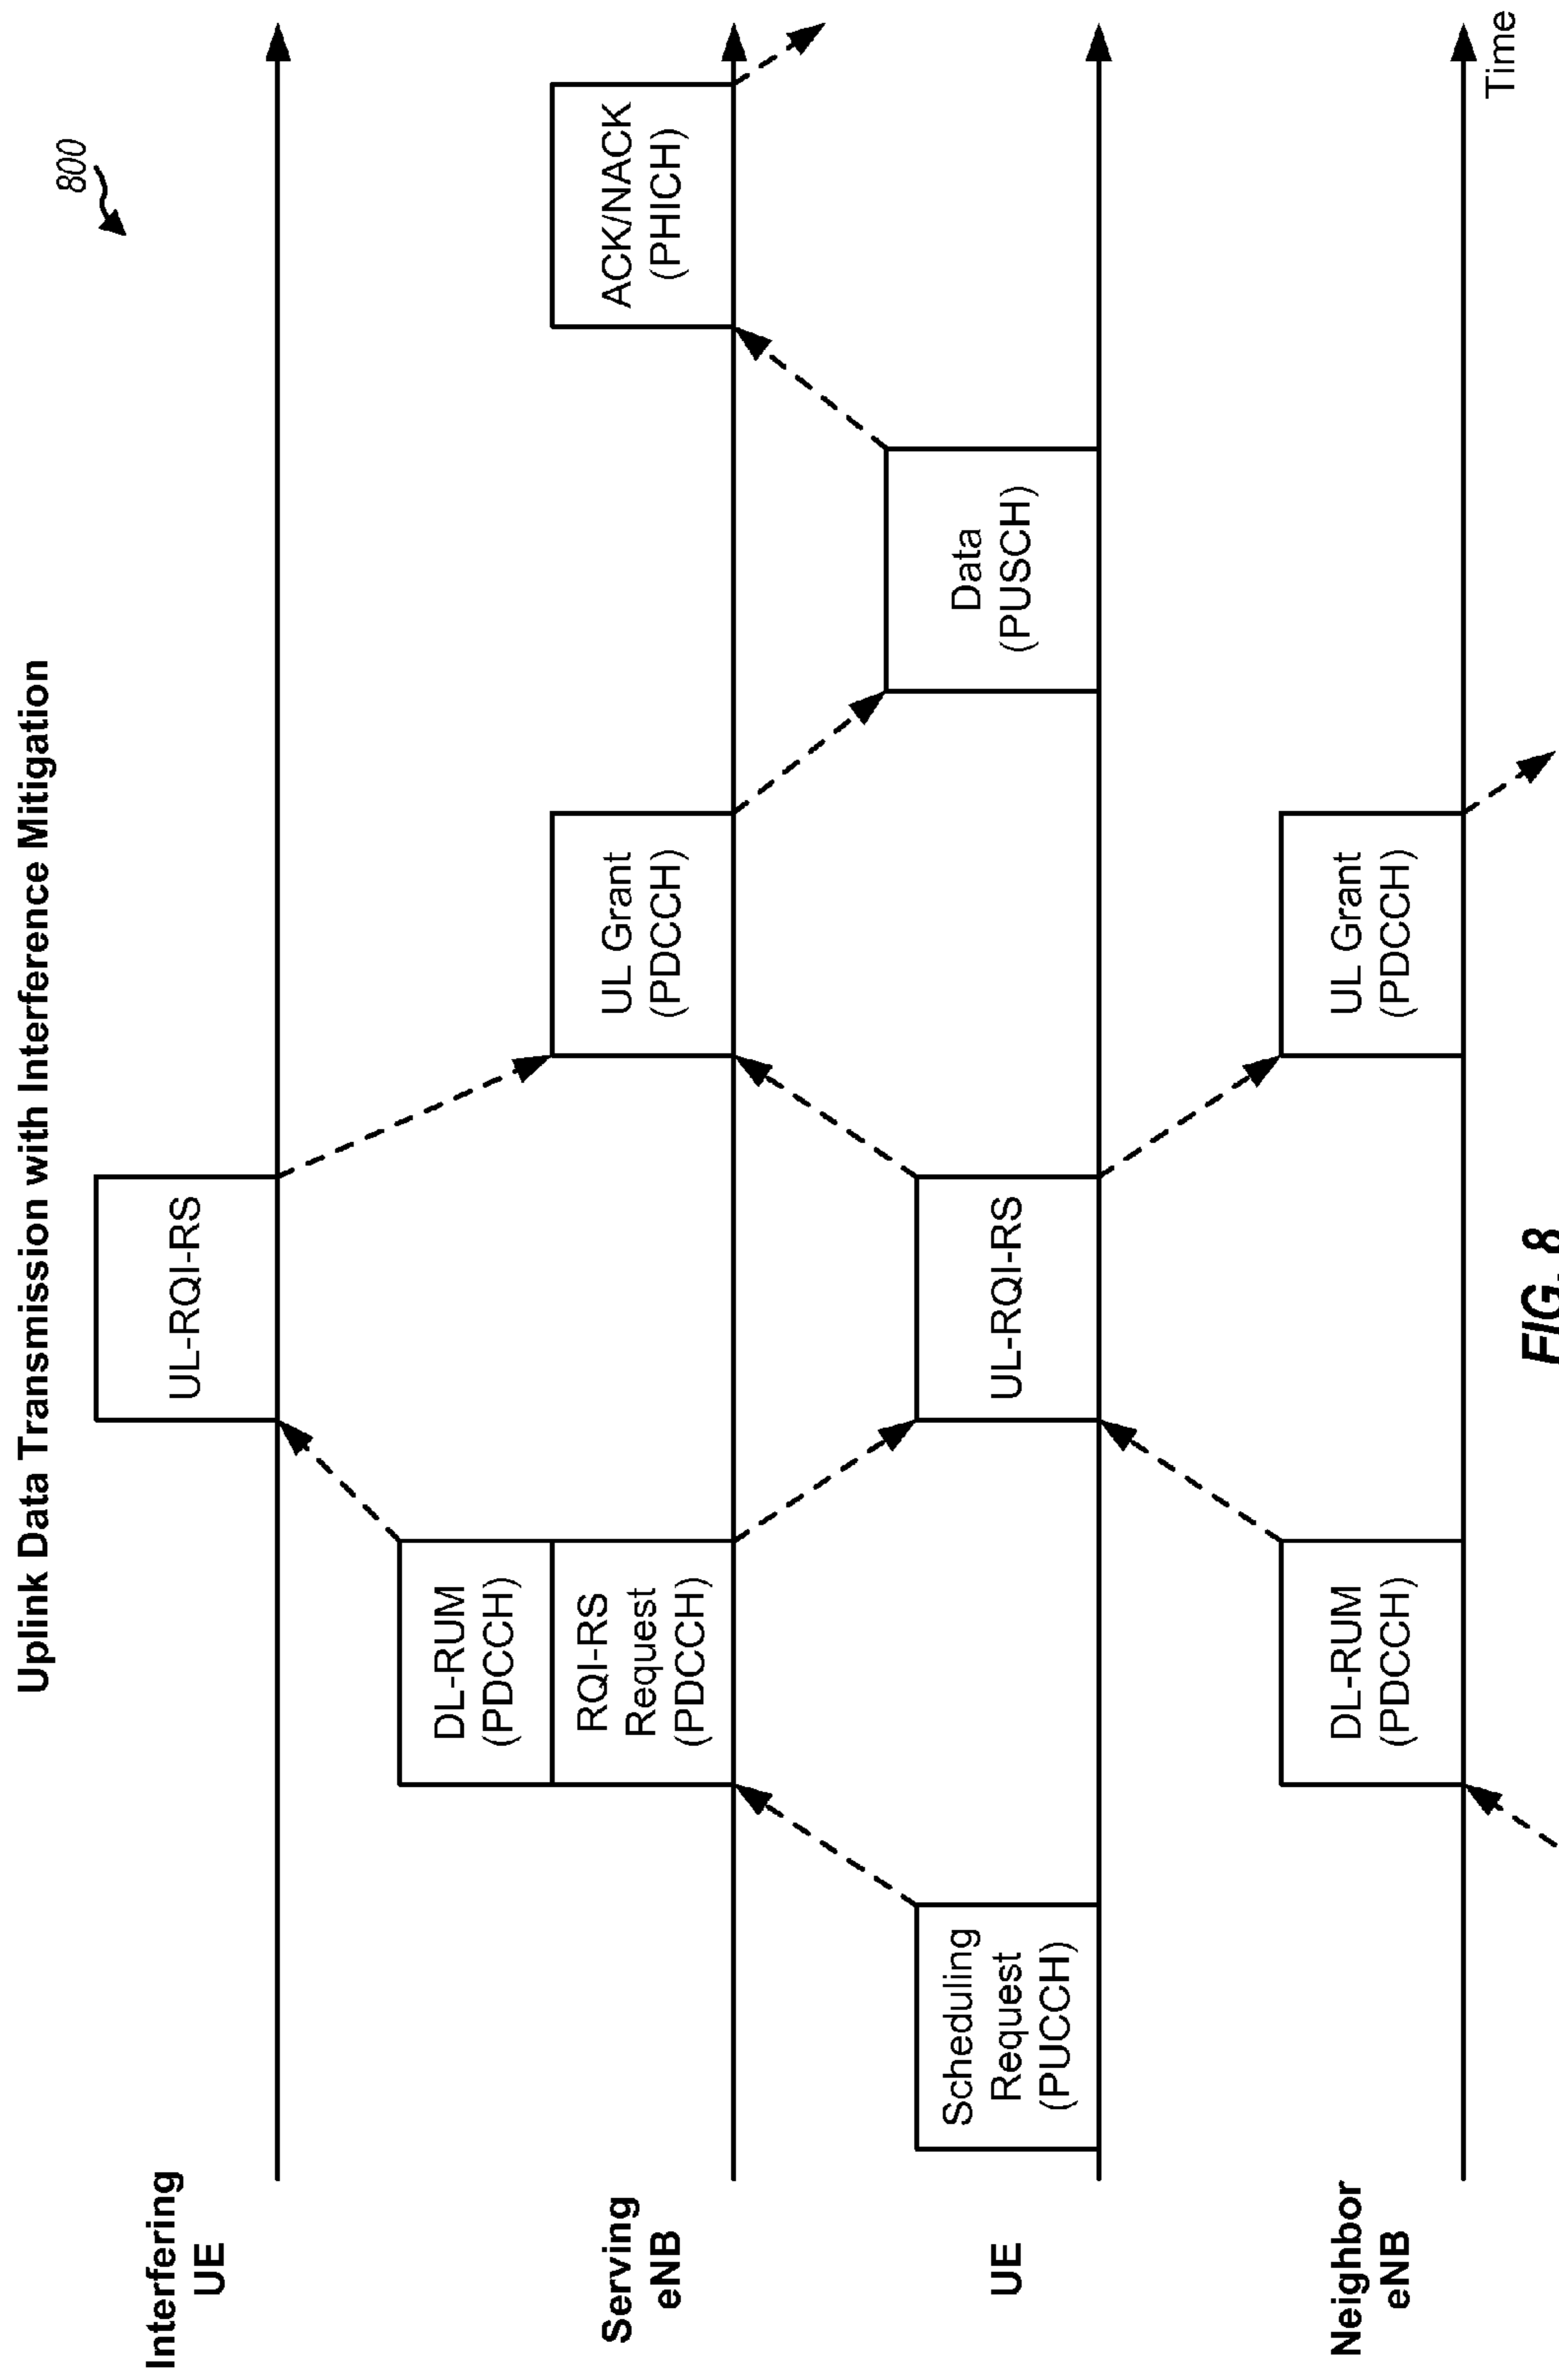 Uplink Data Transmission with Interference Mitigation
800
Interfering
UE
UL-RQI-RS
Serving
eNB
DL-RUM
(PDCCH)
RQI-RS
Request
(PDCCH)
UL Grant
(PDCCH)
ACK/NACK
(PHICH)
UE
Scheduling
Request
(PUCCH)
UL-RQI-RS
Data
(PUSCH)
Neighbor
eNB
DL-RUM
(PDCCH)
UL Grant
(PDCCH)
Time
FIG. 8